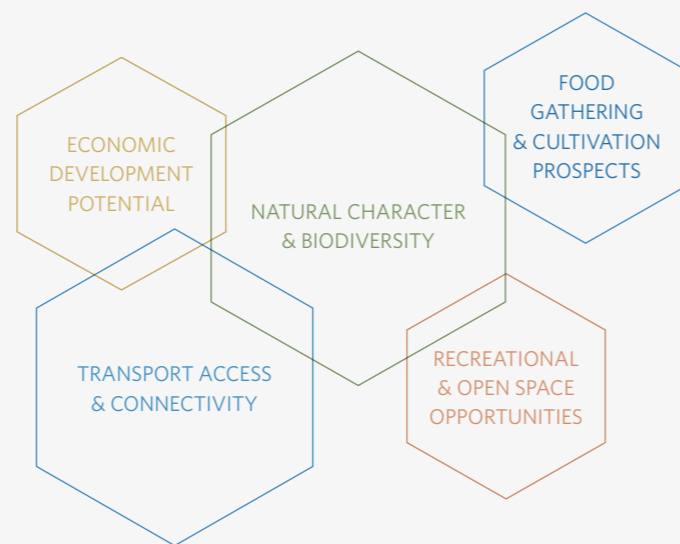 ECONOMIC
DEVELOPMENT
POTENTIAL
NATURAL CHARACTER
& BIODIVERSITY
FOOD
GATHERING
& CULTIVATION
PROSPECTS
TRANSPORT ACCESS
& CONNECTIVITY
RECREATIONAL
& OPEN SPACE
OPPORTUNITIES